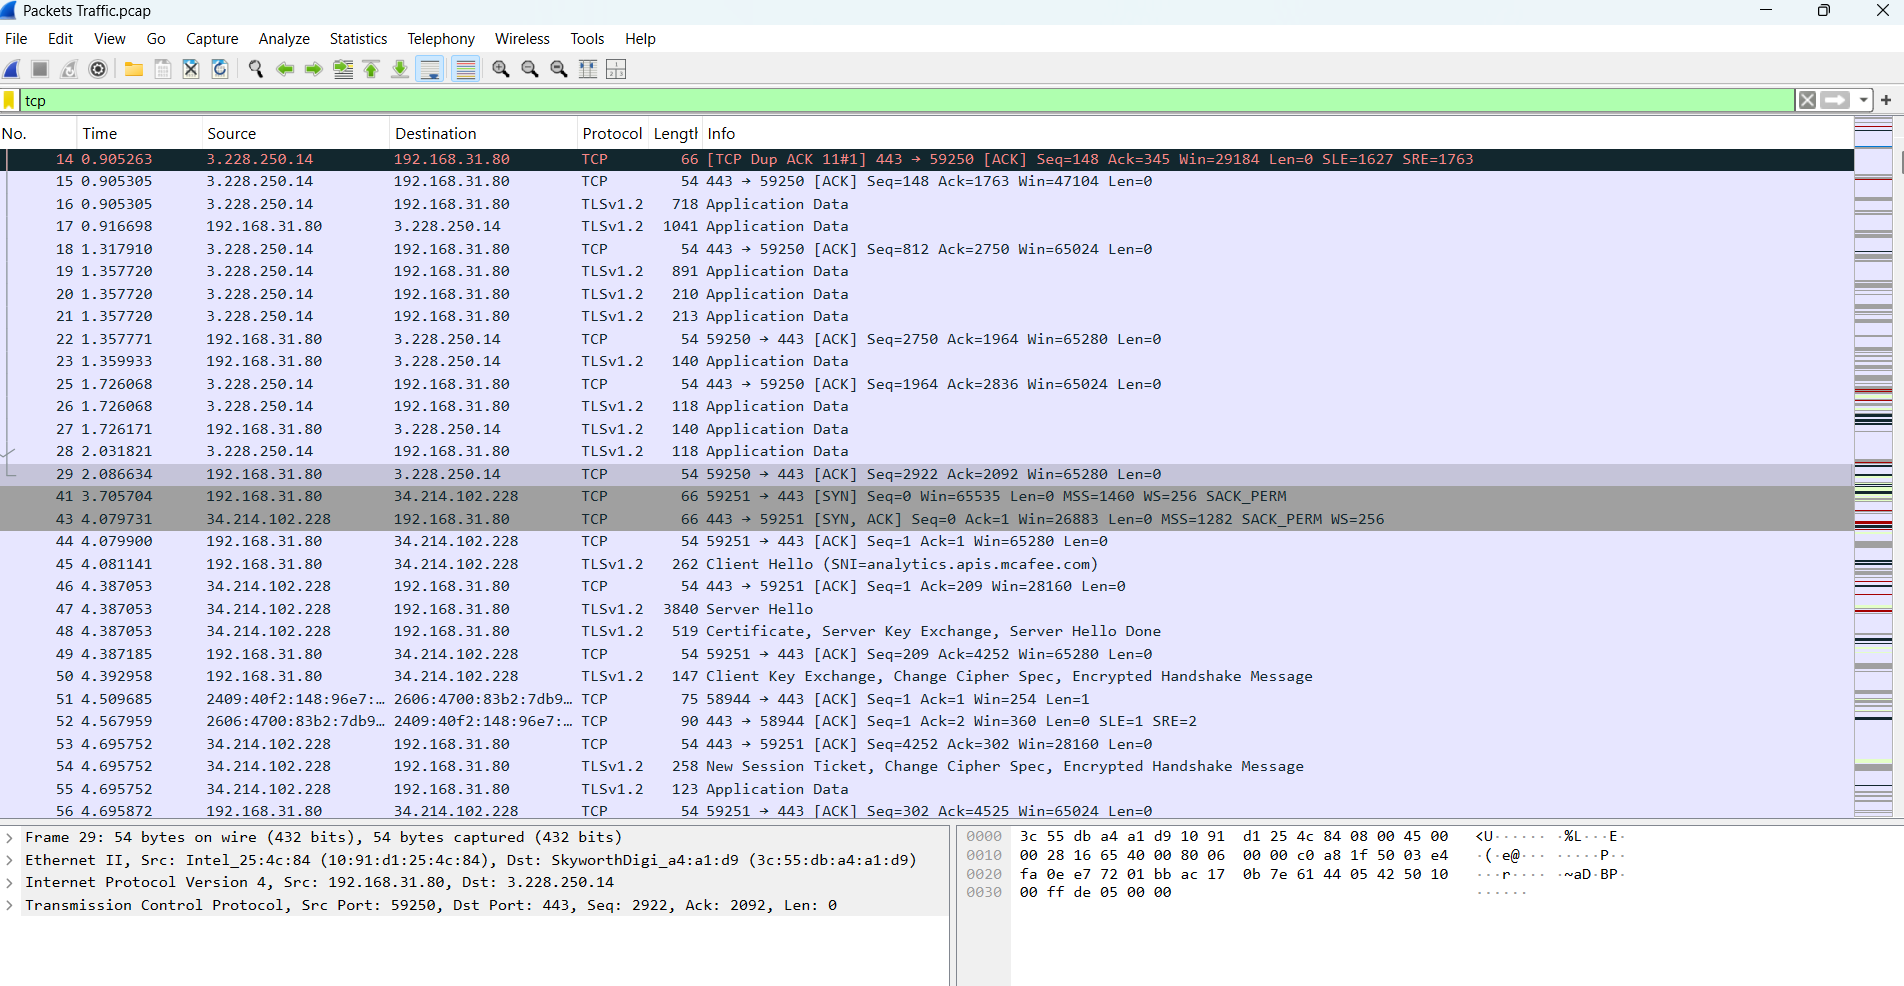 Packets Traffic.pcap
File Edit View Go Capture Analyze Statistics Telephony Wireless Tools Help
tcp
No. Time Source Destination Protocol Length Info
14 0.905263 3.228.250.14 192.168.31.80 TCP 66 [TCP Dup ACK 11#1] 443 → 59250 [ACK] Seq=148 Ack=345 Win=29184 Len=0 SLE=1627 SRE=1763
15 0.905305 3.228.250.14 192.168.31.80 TCP 54 443 → 59250 [ACK] Seq=148 Ack=1763 Win=47104 Len=0
16 0.905305 3.228.250.14 192.168.31.80 TLSv1.2 718 Application Data
17 0.916698 192.168.31.80 3.228.250.14 TLSv1.2 1041 Application Data
18 1.317910 3.228.250.14 192.168.31.80 TCP 54 443 → 59250 [ACK] Seq=812 Ack=2750 Win=65024 Len=0
19 1.357720 3.228.250.14 192.168.31.80 TLSv1.2 891 Application Data
20 1.357720 3.228.250.14 192.168.31.80 TLSv1.2 210 Application Data
21 1.357720 3.228.250.14 192.168.31.80 TLSv1.2 213 Application Data
22 1.357771 192.168.31.80 3.228.250.14 TCP 54 59250 → 443 [ACK] Seq=2750 Ack=1964 Win=65280 Len=0
23 1.359933 192.168.31.80 3.228.250.14 TLSv1.2 140 Application Data
25 1.726068 3.228.250.14 192.168.31.80 TCP 54 443 → 59250 [ACK] Seq=1964 Ack=2836 Win=65024 Len=0
26 1.726068 3.228.250.14 192.168.31.80 TLSv1.2 118 Application Data
27 1.726171 192.168.31.80 3.228.250.14 TLSv1.2 140 Application Data
28 2.031821 3.228.250.14 192.168.31.80 TLSv1.2 118 Application Data
29 2.086634 192.168.31.80 3.228.250.14 TCP 54 59250 → 443 [ACK] Seq=2922 Ack=2092 Win=65280 Len=0
41 3.705704 192.168.31.80 34.214.102.228 TCP 66 59251 → 443 [SYN] Seq=0 Win=65535 Len=0 MSS=1460 WS=256 SACK_PERM
43 4.079731 34.214.102.228 192.168.31.80 TCP 66 443 → 59251 [SYN, ACK] Seq=0 Ack=1 Win=26883 Len=0 MSS=1282 SACK_PERM WS=256
44 4.079900 192.168.31.80 34.214.102.228 TCP 54 59251 → 443 [ACK] Seq=1 Ack=1 Win=65280 Len=0
45 4.081141 192.168.31.80 34.214.102.228 TLSv1.2 262 Client Hello (SNI=analytics.apis.mcafee.com)
46 4.387053 34.214.102.228 192.168.31.80 TCP 54 443 → 59251 [ACK] Seq=1 Ack=209 Win=28160 Len=0
47 4.387053 34.214.102.228 192.168.31.80 TLSv1.2 3840 Server Hello
48 4.387053 34.214.102.228 192.168.31.80 TLSv1.2 519 Certificate, Server Key Exchange, Server Hello Done
49 4.387185 192.168.31.80 34.214.102.228 TCP 54 59251 → 443 [ACK] Seq=209 Ack=4252 Win=65280 Len=0
50 4.392958 192.168.31.80 34.214.102.228 TLSv1.2 147 Client Key Exchange, Change Cipher Spec, Encrypted Handshake Message
51 4.509685 2409:40f2:148:96e7:… 2606:4700:83b2:7db9… TCP 75 58944 → 443 [ACK] Seq=1 Ack=1 Win=254 Len=1
52 4.567959 2606:4700:83b2:7db9… 2409:40f2:148:96e7:… TCP 90 443 → 58944 [ACK] Seq=1 Ack=2 Win=360 Len=0 SLE=1 SRE=2
53 4.695752 34.214.102.228 192.168.31.80 TCP 54 443 → 59251 [ACK] Seq=4252 Ack=302 Win=28160 Len=0
54 4.695752 34.214.102.228 192.168.31.80 TLSv1.2 258 New Session Ticket, Change Cipher Spec, Encrypted Handshake Message
55 4.695752 34.214.102.228 192.168.31.80 TLSv1.2 123 Application Data
56 4.695872 192.168.31.80 34.214.102.228 TCP 54 59251 → 443 [ACK] Seq=302 Ack=4525 Win=65024 Len=0
Frame 29: 54 bytes on wire (432 bits), 54 bytes captured (432 bits)
Ethernet II, Src: Intel_25:4c:84 (10:91:d1:25:4c:84), Dst: SkyworthDigi_a4:a1:d9 (3c:55:db:a4:a1:d9)
Internet Protocol Version 4, Src: 192.168.31.80, Dst: 3.228.250.14
Transmission Control Protocol, Src Port: 59250, Dst Port: 443, Seq: 2922, Ack: 2092, Len: 0
0000 3c 55 db a4 a1 d9 10 91 d1 25 4c 84 08 00 45 00 <U······ ·%L···E·
0010 00 28 16 65 40 00 80 06 00 00 c0 a8 1f 50 03 e4 ·(·e@··· ·····P··
0020 fa 0e e7 72 01 bb ac 17 0b 7e 61 44 05 42 50 10 ···r···· ·~aD·BP·
0030 00 ff de 05 00 00 ······